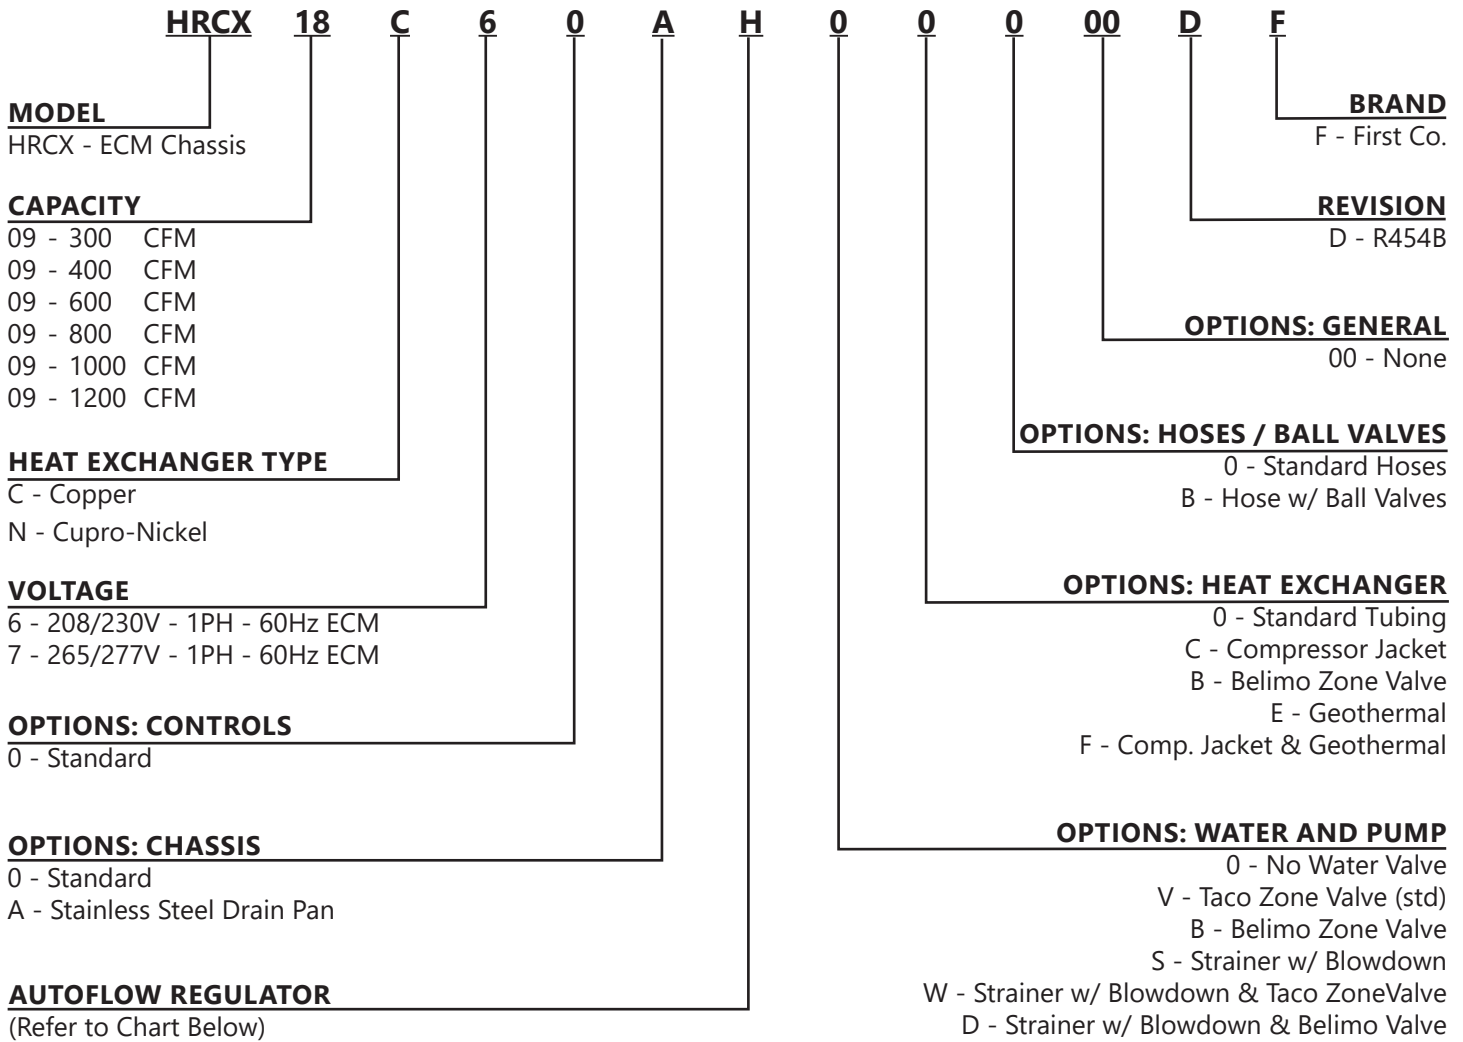 HRCX 18 C 6 0 A H 0 0 0 00 D F
MODEL
HRCX - ECM Chassis
CAPACITY
09 - 300 CFM
09 - 400 CFM
09 - 600 CFM
09 - 800 CFM
09 - 1000 CFM
09 - 1200 CFM
HEAT EXCHANGER TYPE
C - Copper
N - Cupro-Nickel
VOLTAGE
6 - 208/230V - 1PH - 60Hz ECM
7 - 265/277V - 1PH - 60Hz ECM
OPTIONS: CONTROLS
0 - Standard
OPTIONS: CHASSIS
0 - Standard
A - Stainless Steel Drain Pan
AUTOFLOW REGULATOR
(Refer to Chart Below)
BRAND
F - First Co.
REVISION
D - R454B
OPTIONS: GENERAL
00 - None
OPTIONS: HOSES / BALL VALVES
0 - Standard Hoses
B - Hose w/ Ball Valves
OPTIONS: HEAT EXCHANGER
0 - Standard Tubing
C - Compressor Jacket
B - Belimo Zone Valve
E - Geothermal
F - Comp. Jacket & Geothermal
OPTIONS: WATER AND PUMP
0 - No Water Valve
V - Taco Zone Valve (std)
B - Belimo Zone Valve
S - Strainer w/ Blowdown
W - Strainer w/ Blowdown & Taco ZoneValve
D - Strainer w/ Blowdown & Belimo Valve